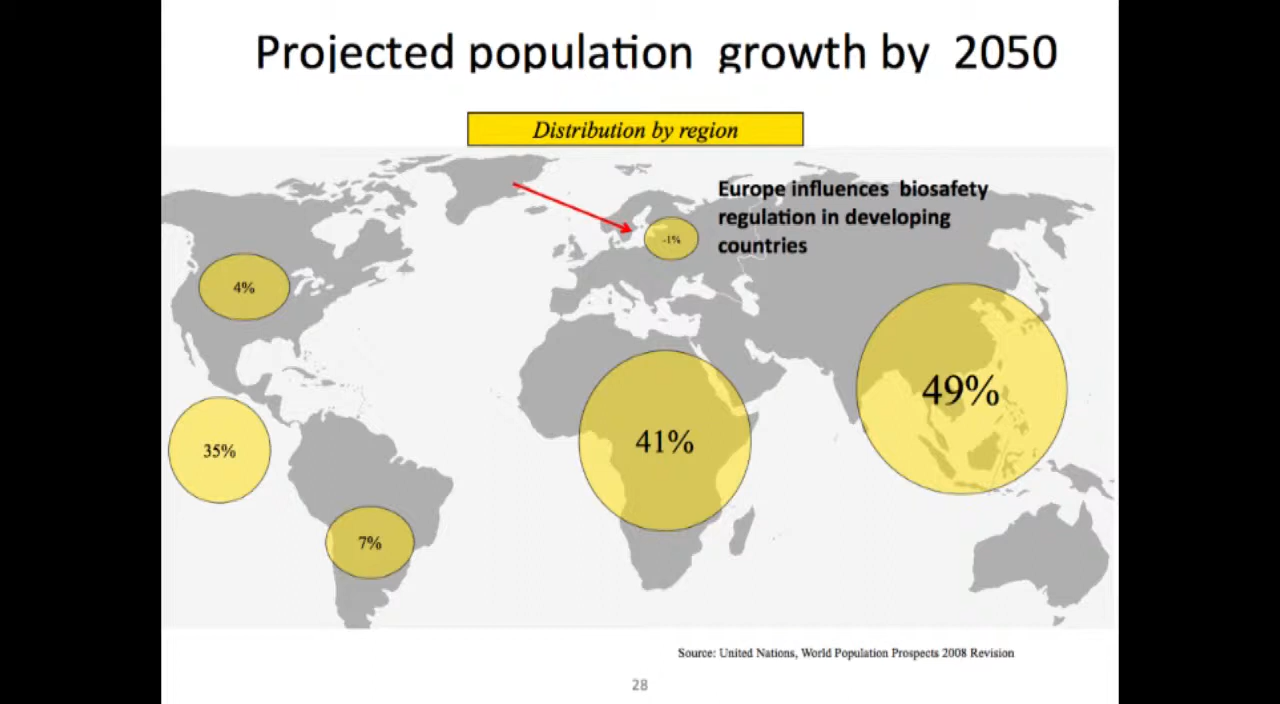 Projected population growth by 2050
Distribution by region
Europe influences biosafety
regulation in developing
countries
-1%
4%
49%
41%
35%
7%
Source: United Nations, World Population Prospects 2008 Revision
28